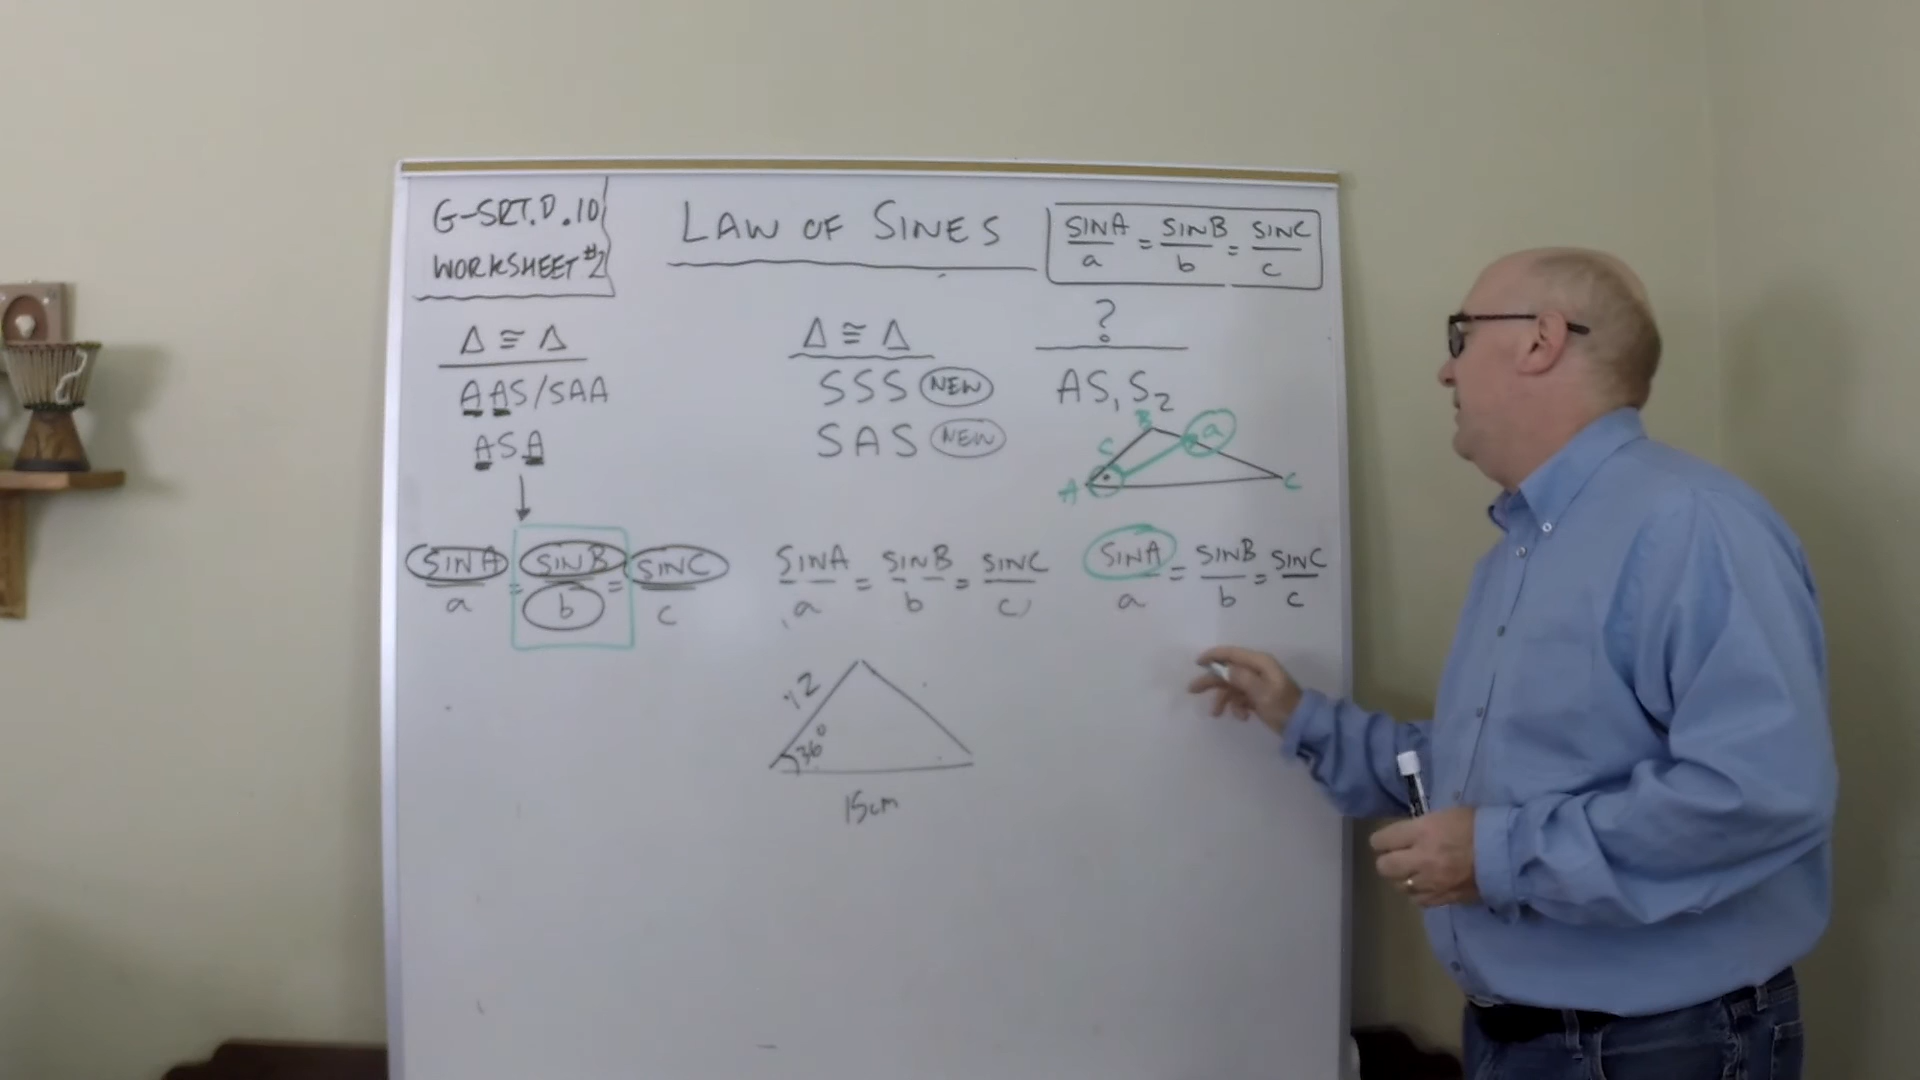 G-SRT.D.10
WORKSHEET #2
LAW OF SINES
SINA/a = SINB/b = SINC/c
Δ ≅ Δ
AAS/SAA
ASA
Δ ≅ Δ
SSS NEW
SAS NEW
?
AS₁S₂
B
c
a
A
C
SINA/a = SINB/b = SINC/c
SINA/a = SINB/b = SINC/c
SINA/a = SINB/b = SINC/c
12
36°
15cm